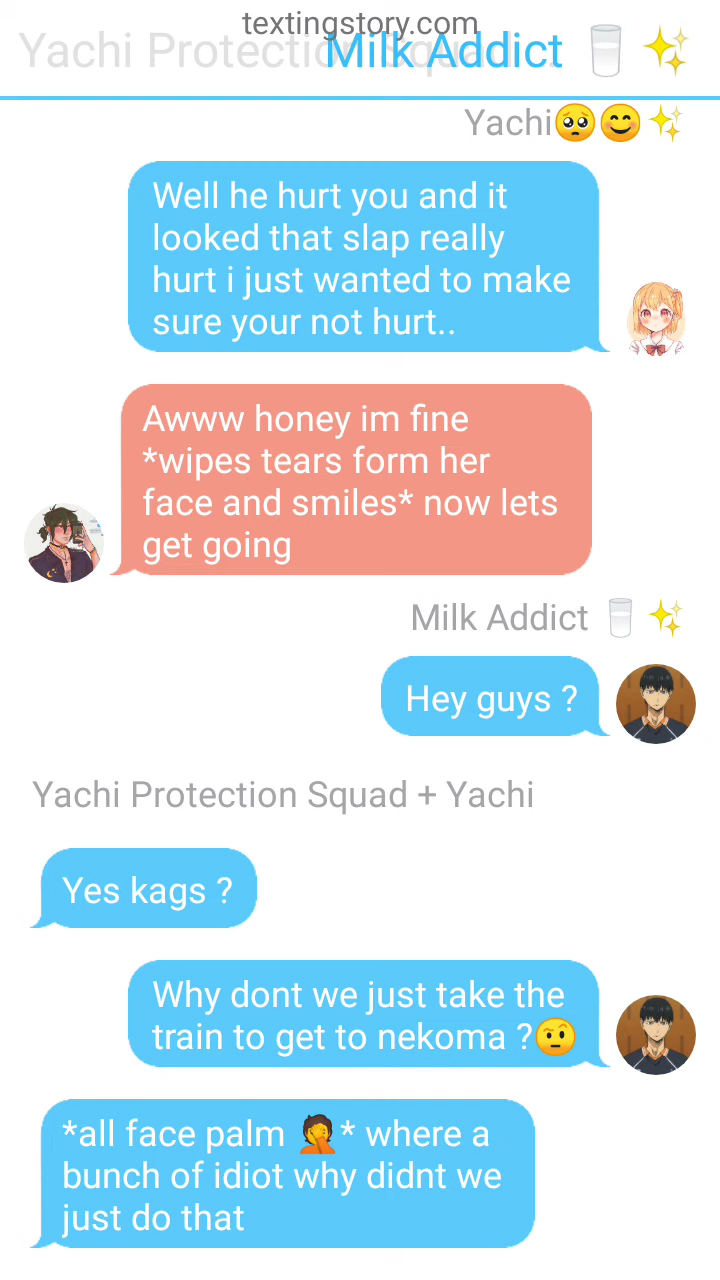 textingstory.com
Yachi Protection Squad
Milk Addict 🥛 ✨
Yachi🥺😊✨
Well he hurt you and it
looked that slap really
hurt i just wanted to make
sure your not hurt..
Awww honey im fine
*wipes tears form her
face and smiles* now lets
get going
Milk Addict 🥛 ✨
Hey guys ?
Yachi Protection Squad + Yachi
Yes kags ?
Why dont we just take the
train to get to nekoma ?🤨
*all face palm 🤦* where a
bunch of idiot why didnt we
just do that